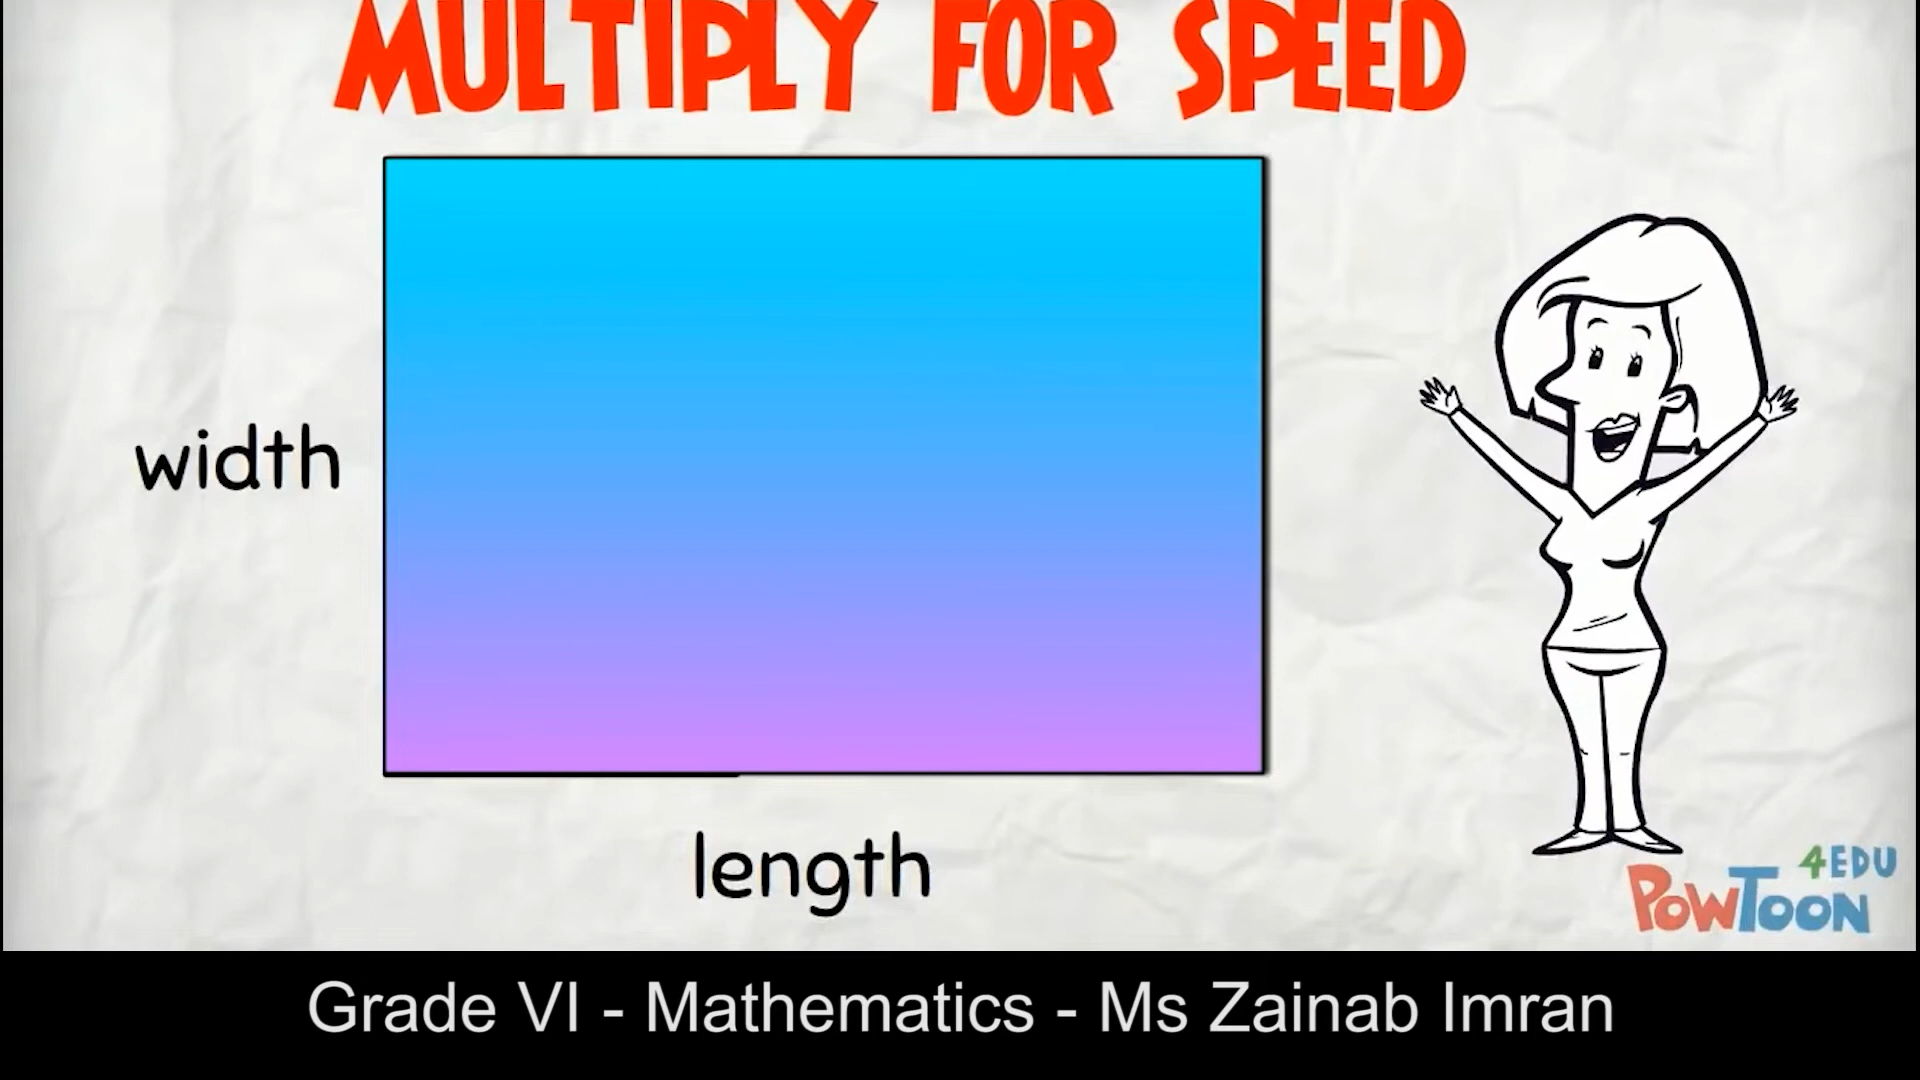 MULTIPLY FOR SPEED
width
length
4EDU
POWTOON
Grade VI - Mathematics - Ms Zainab Imran